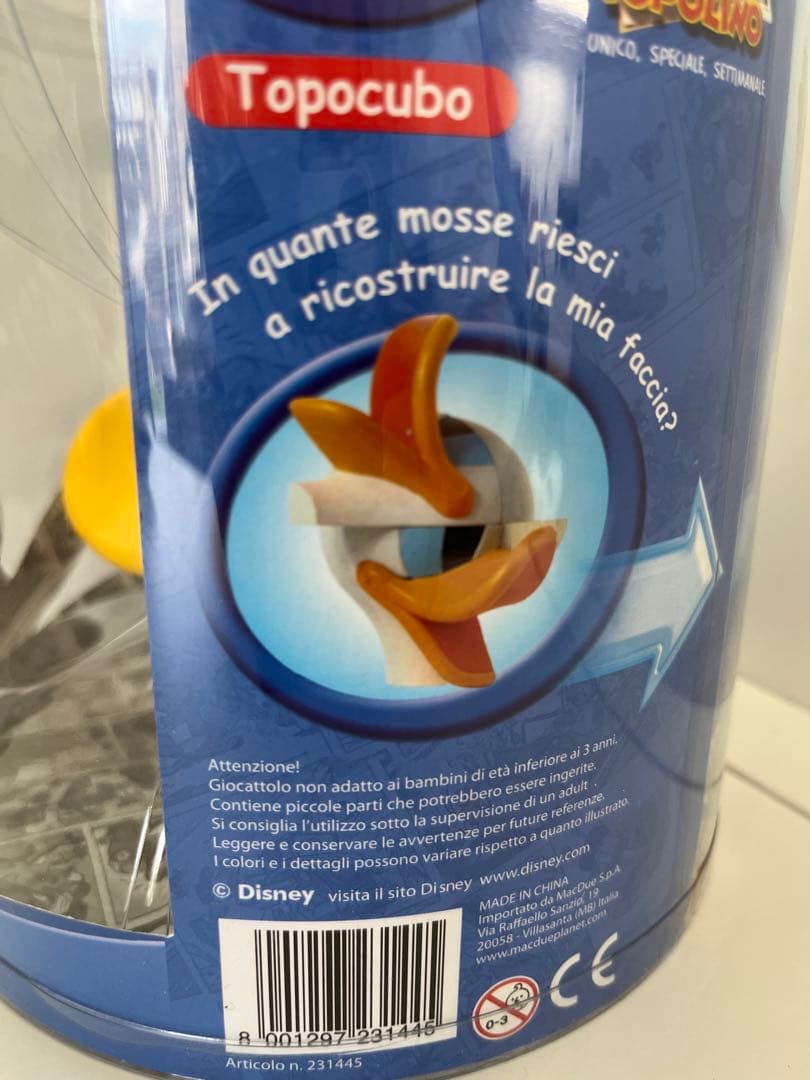 TOPOLINO
UNICO, SPECIALE, SETTIMANALE
Topocubo
In quante mosse riesci
a ricostruire la mia faccia?
Attenzione!
Giocattolo non adatto ai bambini di età inferiore ai 3 anni.
Contiene piccole parti che potrebbero essere ingerite.
Si consiglia l'utilizzo sotto la supervisione di un adult .
Leggere e conservare le avvertenze per future referenze.
I colori e i dettagli possono variare rispetto a quanto illustrato.
© Disney visita il sito Disney www.disney.com
MADE IN CHINA
Importato da MacDue S.p.A.
Via Raffaello Sanzio, 19
20058 - Villasanta (MB) Italia
www.macdueplanet.com
0-3
CE
8 001297 231445
Articolo n. 231445